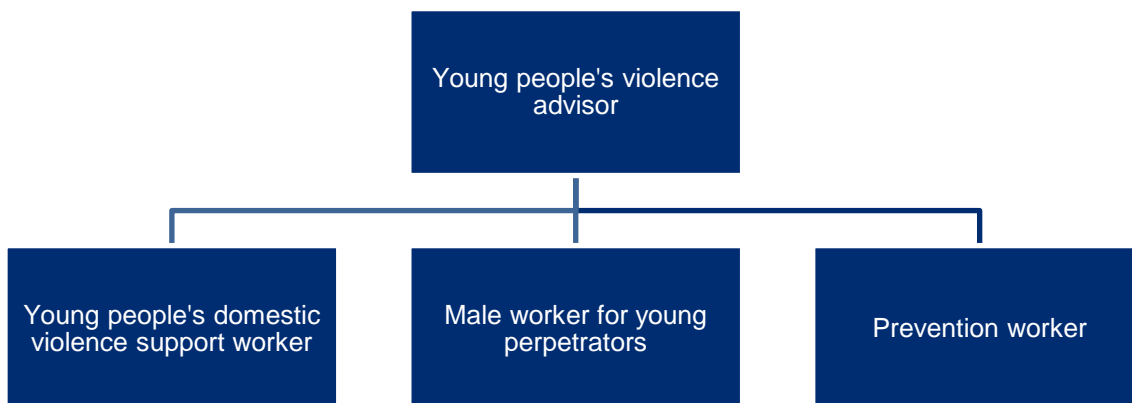 Young people's violence
advisor
Young people's domestic
violence support worker
Male worker for young
perpetrators
Prevention worker